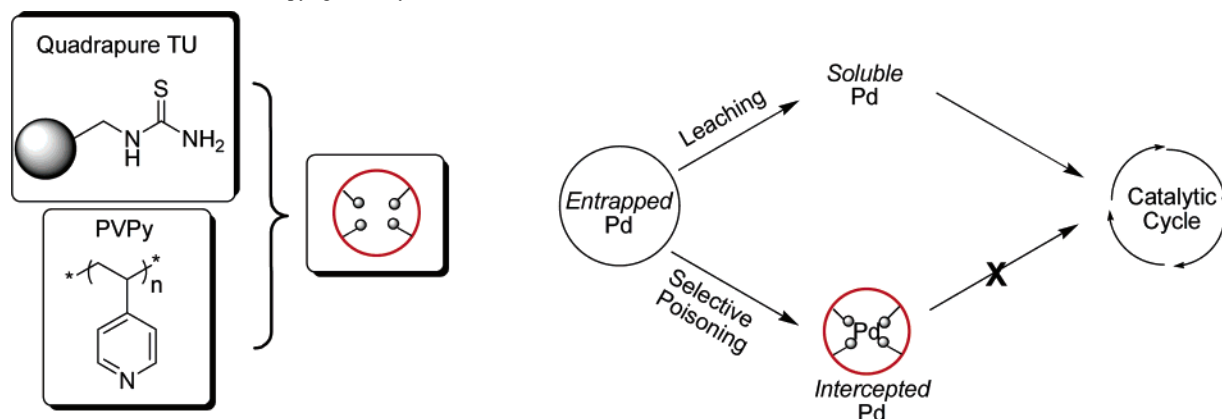 Quadrapure TU
S
N
H
NH2
PVPy
*
*
n
N
Entrapped
Pd
Leaching
Soluble
Pd
Selective
Poisoning
Pd
Intercepted
Pd
X
Catalytic
Cycle